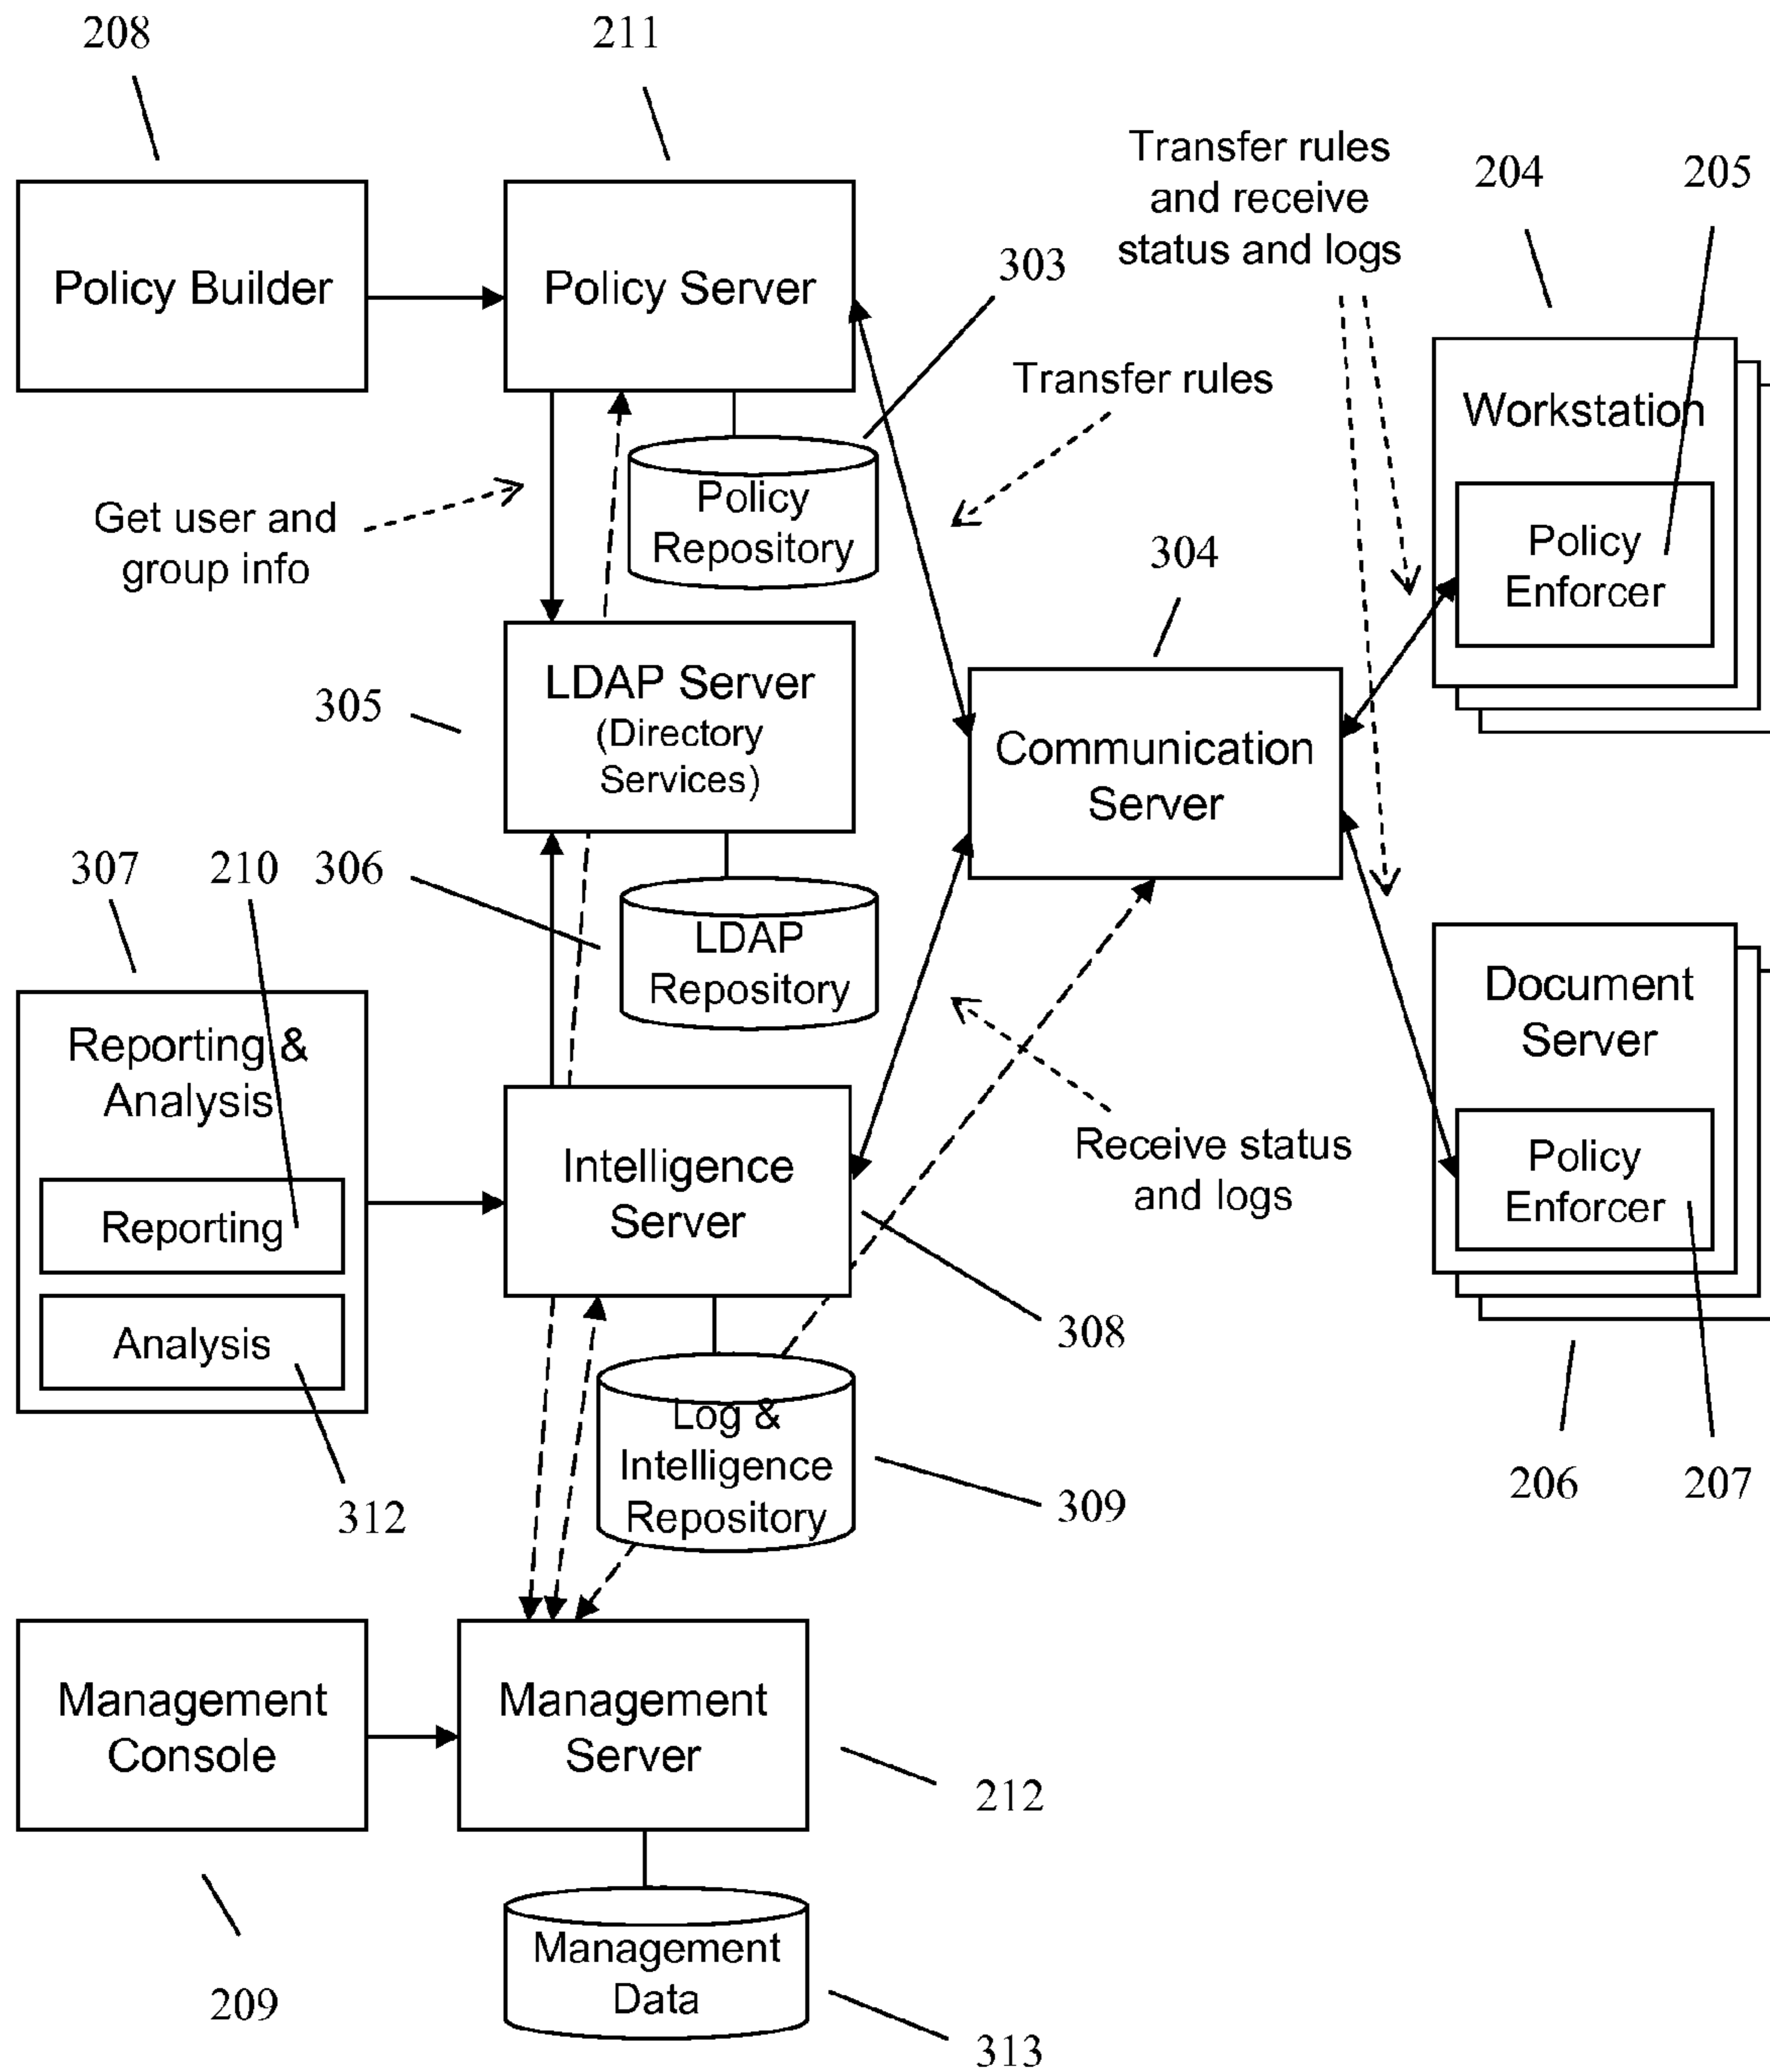 208
211
Transfer rules
and receive
status and logs
204
205
303
Policy Builder
Policy Server
Transfer rules
Workstation
Policy
Enforcer
Get user and
group info
Policy
Repository
304
305
LDAP Server
(Directory
Services)
Communication
Server
307
210
306
LDAP
Repository
Document
Server
Policy
Enforcer
Reporting &
Analysis
Reporting
Analysis
Intelligence
Server
Receive status
and logs
308
312
Log &
Intelligence
Repository
309
206
207
Management
Console
Management
Server
212
209
Management
Data
313